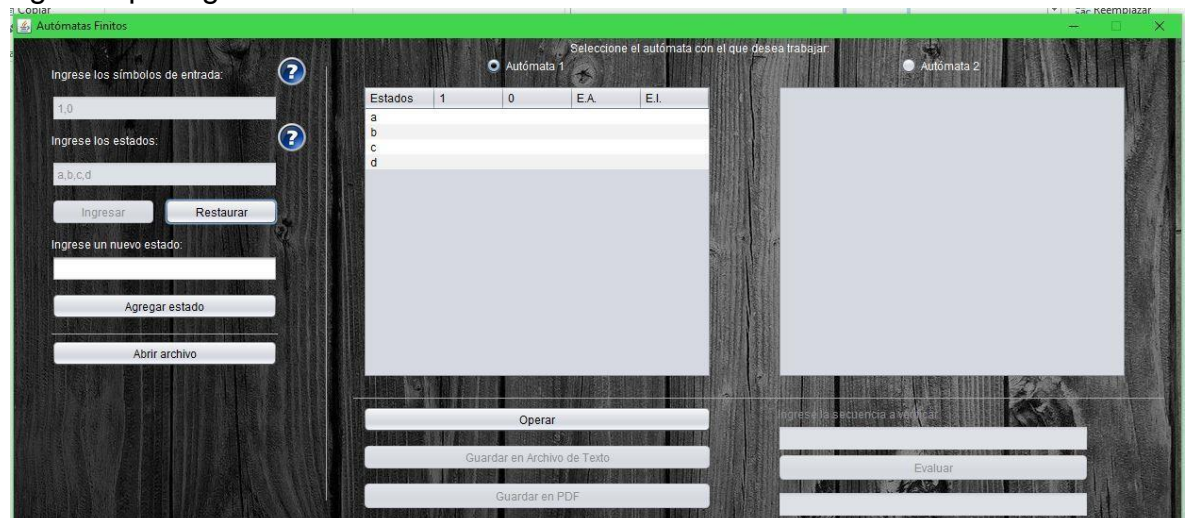 Copiar
Reemplazar
Autómatas Finitos
Seleccione el autómata con el que desea trabajar:
Ingrese los símbolos de entrada:
?
1,0
Ingrese los estados:
?
a,b,c,d
Ingresar
Restaurar
Ingrese un nuevo estado:
Agregar estado
Abrir archivo
Autómata 1
Estados 1 0 E.A. E.I.
a
b
c
d
Operar
Guardar en Archivo de Texto
Guardar en PDF
Autómata 2
Ingrese la secuencia a verificar:
Evaluar